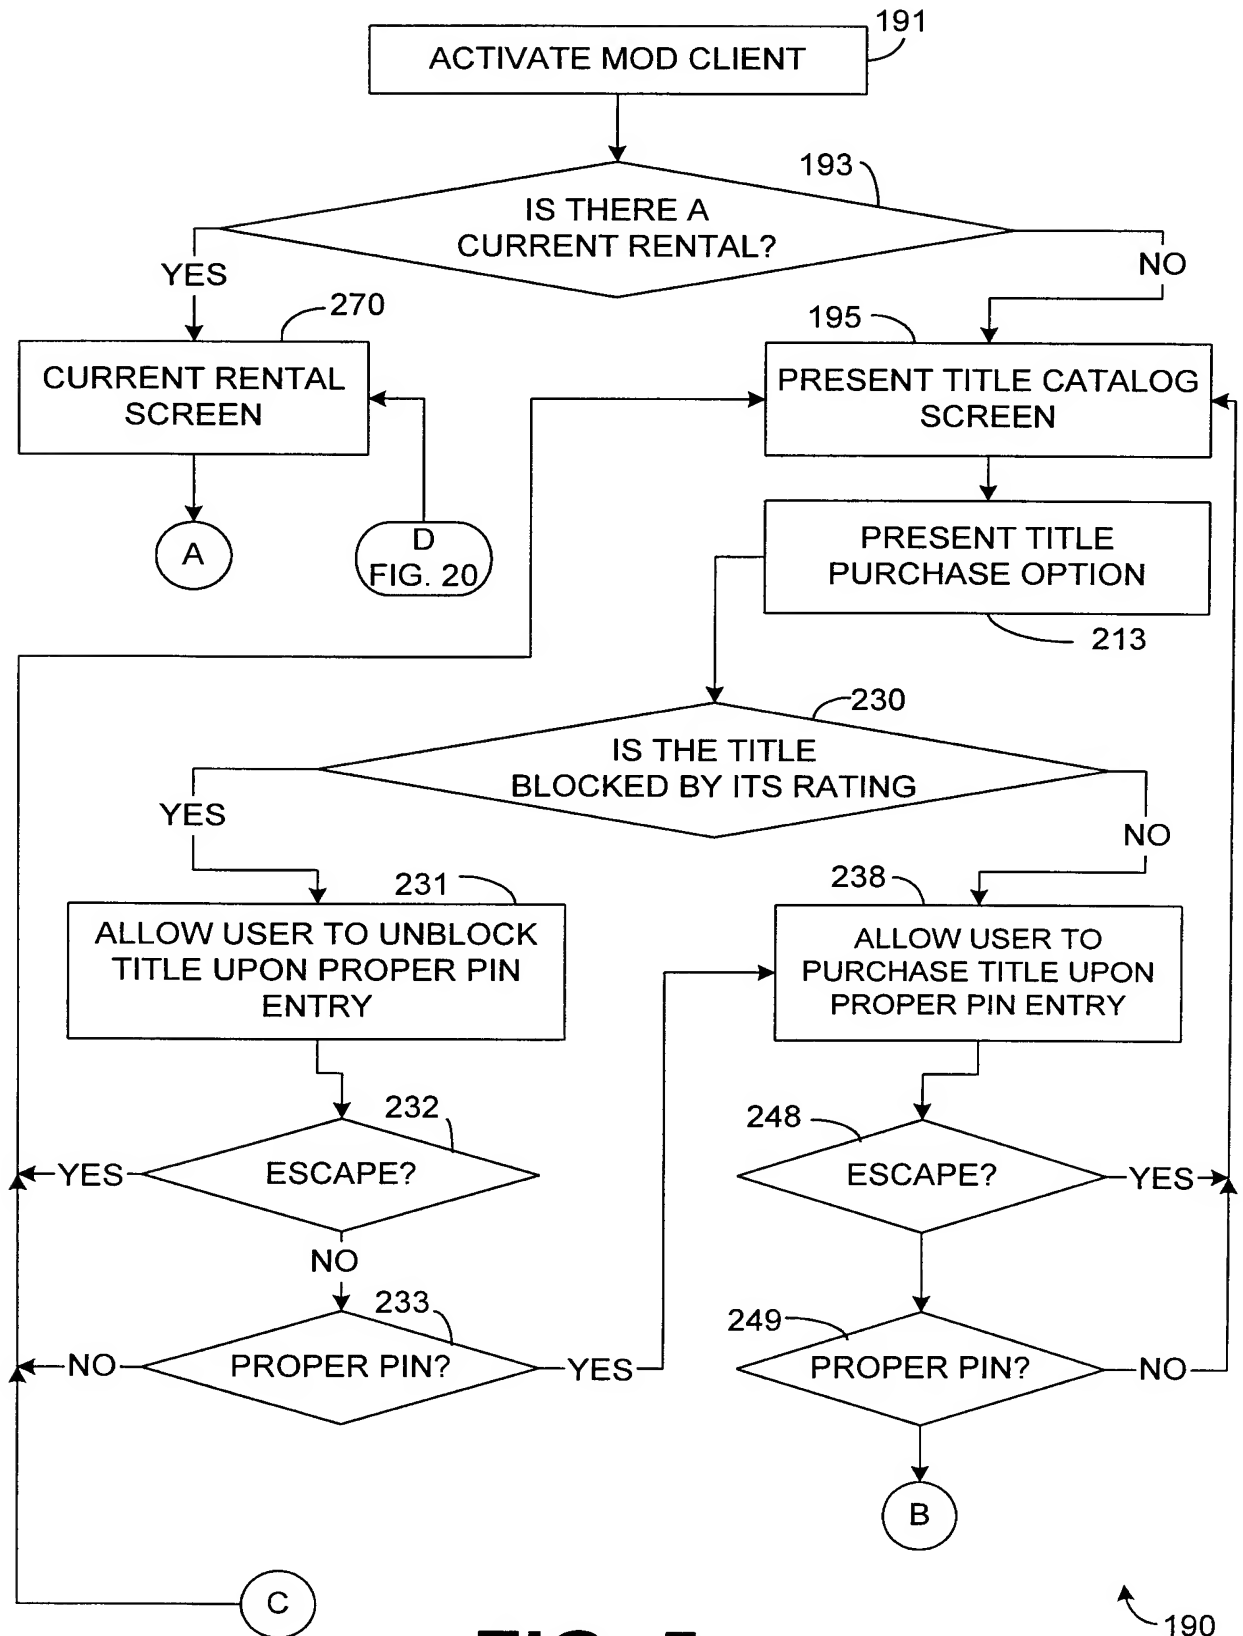 191
ACTIVATE MOD CLIENT
193
IS THERE A
CURRENT RENTAL?
YES
NO
270
195
CURRENT RENTAL
SCREEN
PRESENT TITLE CATALOG
SCREEN
A
D
FIG. 20
PRESENT TITLE
PURCHASE OPTION
213
230
IS THE TITLE
BLOCKED BY ITS RATING
YES
NO
231
238
ALLOW USER TO UNBLOCK
TITLE UPON PROPER PIN
ENTRY
ALLOW USER TO
PURCHASE TITLE UPON
PROPER PIN ENTRY
232
248
YES
ESCAPE?
ESCAPE?
YES
NO
233
249
NO
PROPER PIN?
YES
PROPER PIN?
NO
B
C
190